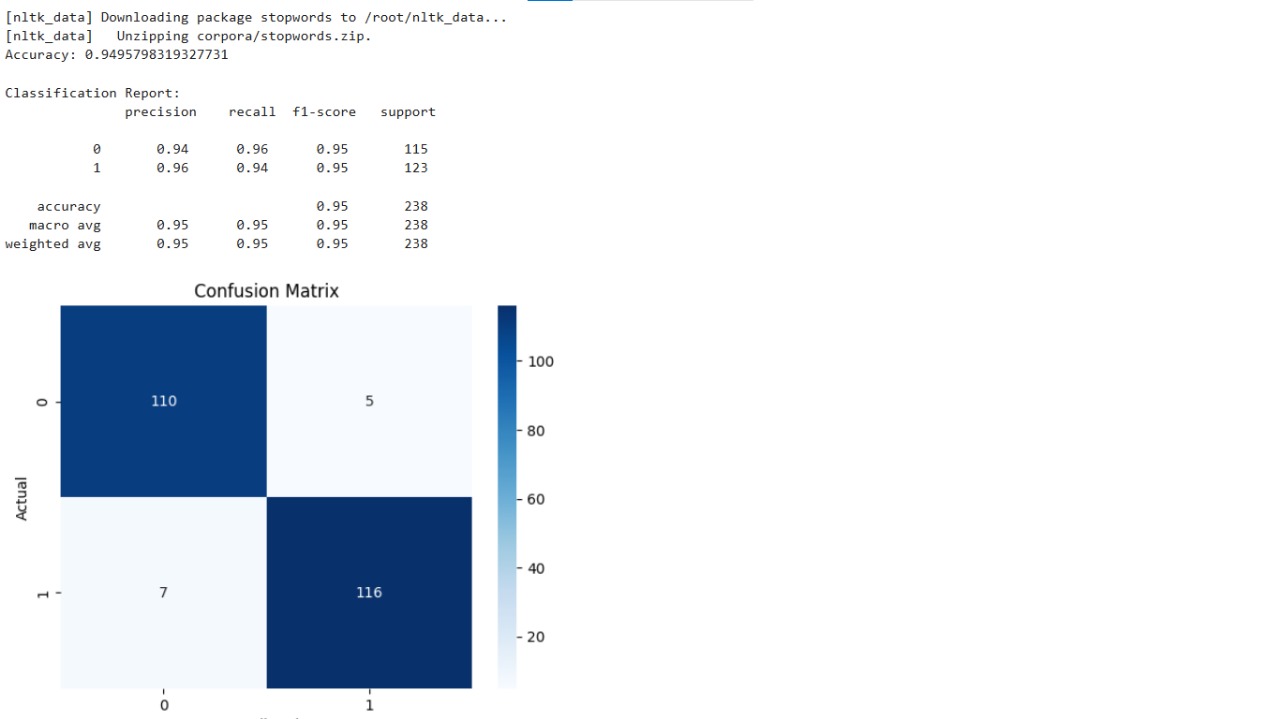 [nltk_data] Downloading package stopwords to /root/nltk_data...
[nltk_data]   Unzipping corpora/stopwords.zip.
Accuracy: 0.9495798319327731
Classification Report:
precision    recall  f1-score   support
0       0.94      0.96      0.95       115
1       0.96      0.94      0.95       123
accuracy                           0.95       238
macro avg       0.95      0.95      0.95       238
weighted avg       0.95      0.95      0.95       238
Confusion Matrix
110 5
7 116
Actual
0
1
0 1
100
80
60
40
20